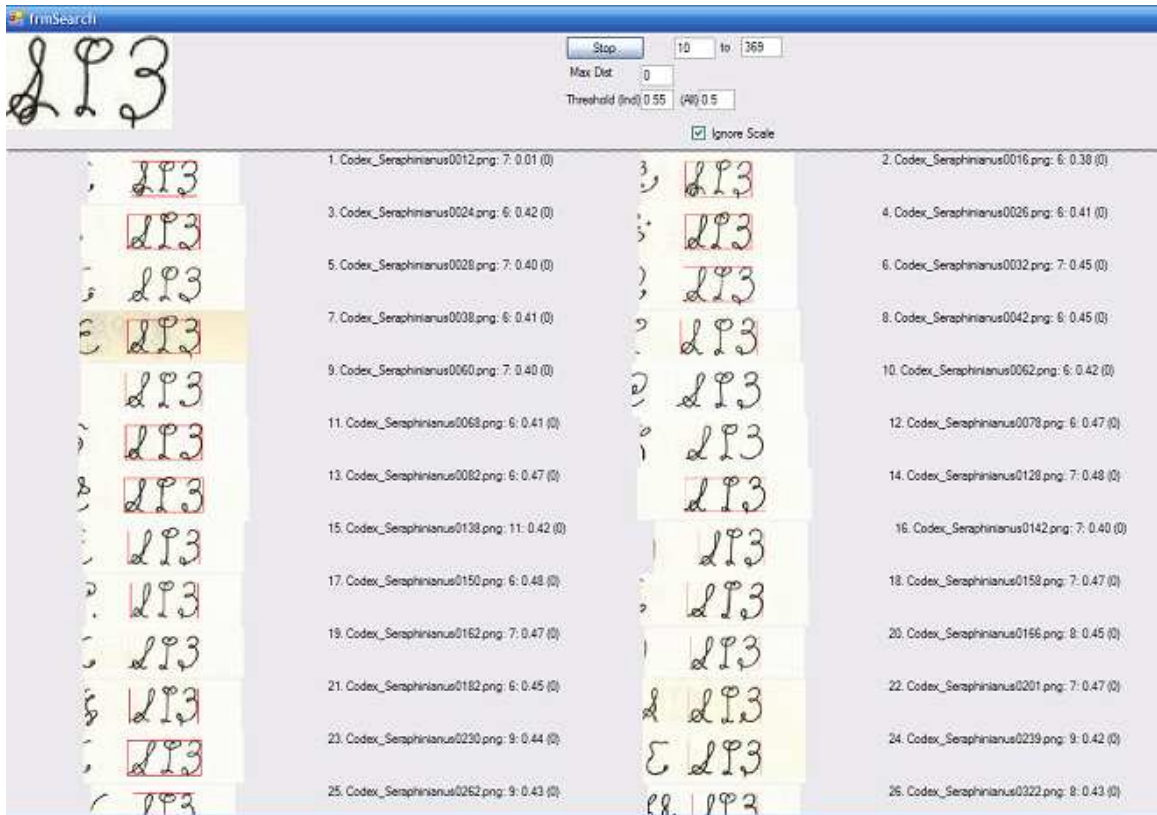 frmSearch
Stop 10 to 369
Max Dist 0
Threshold (Ind) 0.55 (All) 0.5
Ignore Scale
1. Codex_Seraphinianus0012.png: 7: 0.01 (0)
2. Codex_Seraphinianus0016.png: 6: 0.38 (0)
3. Codex_Seraphinianus0024.png: 6: 0.42 (0)
4. Codex_Seraphinianus0026.png: 6: 0.41 (0)
5. Codex_Seraphinianus0028.png: 7: 0.40 (0)
6. Codex_Seraphinianus0032.png: 7: 0.45 (0)
7. Codex_Seraphinianus0038.png: 6: 0.41 (0)
8. Codex_Seraphinianus0042.png: 6: 0.45 (0)
9. Codex_Seraphinianus0060.png: 7: 0.40 (0)
10. Codex_Seraphinianus0062.png: 6: 0.42 (0)
11. Codex_Seraphinianus0068.png: 6: 0.41 (0)
12. Codex_Seraphinianus0078.png: 6: 0.47 (0)
13. Codex_Seraphinianus0082.png: 6: 0.47 (0)
14. Codex_Seraphinianus0128.png: 7: 0.48 (0)
15. Codex_Seraphinianus0138.png: 11: 0.42 (0)
16. Codex_Seraphinianus0142.png: 7: 0.40 (0)
17. Codex_Seraphinianus0150.png: 6: 0.48 (0)
18. Codex_Seraphinianus0158.png: 7: 0.47 (0)
19. Codex_Seraphinianus0162.png: 7: 0.47 (0)
20. Codex_Seraphinianus0166.png: 8: 0.45 (0)
21. Codex_Seraphinianus0182.png: 6: 0.45 (0)
22. Codex_Seraphinianus0201.png: 7: 0.47 (0)
23. Codex_Seraphinianus0230.png: 9: 0.44 (0)
24. Codex_Seraphinianus0239.png: 9: 0.42 (0)
25. Codex_Seraphinianus0262.png: 9: 0.43 (0)
26. Codex_Seraphinianus0322.png: 8: 0.43 (0)